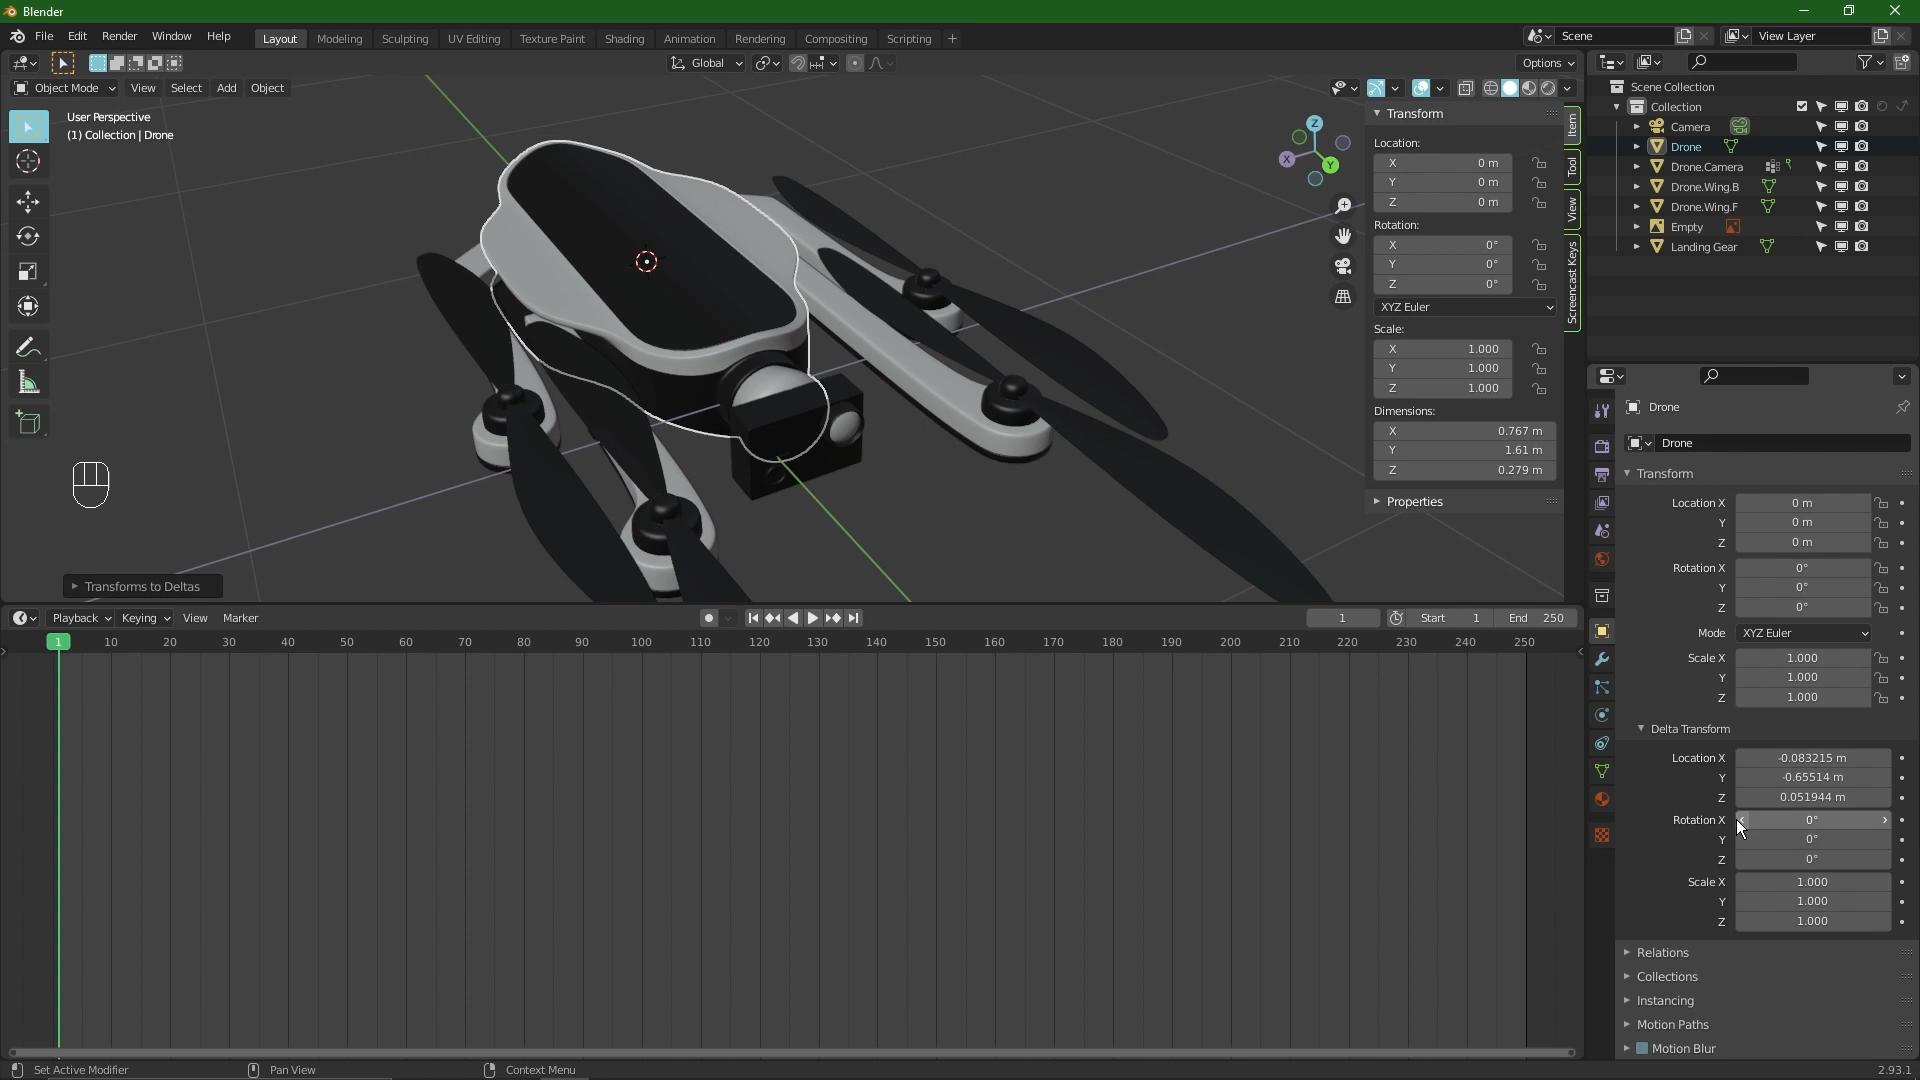 Blender
File Edit Render Window Help
Layout Modeling Sculpting UV Editing Texture Paint Shading Animation Rendering Compositing Scripting +
Scene
View Layer
Global
Options
Object Mode View Select Add Object
User Perspective
(1) Collection | Drone
Z
X
Y
Transform
Location:
X 0 m
Y 0 m
Z 0 m
Rotation:
X 0°
Y 0°
Z 0°
XYZ Euler
Scale:
X 1.000
Y 1.000
Z 1.000
Dimensions:
X 0.767 m
Y 1.61 m
Z 0.279 m
Properties
Item
Tool
View
Screencast Keys
Transforms to Deltas
Scene Collection
Collection
Camera
Drone
Drone.Camera
Drone.Wing.B
Drone.Wing.F
Empty
Landing Gear
Drone
Drone
Transform
Location X 0 m
Y 0 m
Z 0 m
Rotation X 0°
Y 0°
Z 0°
Mode XYZ Euler
Scale X 1.000
Y 1.000
Z 1.000
Delta Transform
Location X -0.083215 m
Y -0.65514 m
Z 0.051944 m
Rotation X 0°
Y 0°
Z 0°
Scale X 1.000
Y 1.000
Z 1.000
Relations
Collections
Instancing
Motion Paths
Motion Blur
Playback Keying View Marker
1 Start 1 End 250
1 10 20 30 40 50 60 70 80 90 100 110 120 130 140 150 160 170 180 190 200 210 220 230 240 250
Set Active Modifier Pan View Context Menu 2.93.1